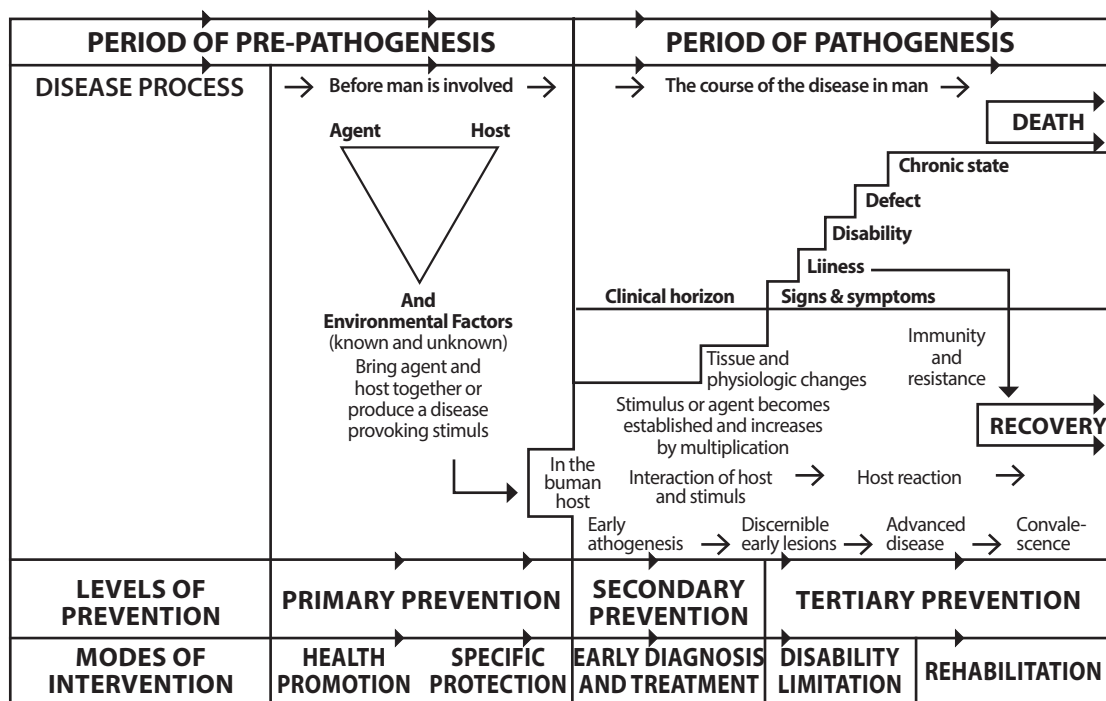 PERIOD OF PRE-PATHOGENESIS
PERIOD OF PATHOGENESIS
DISEASE PROCESS
Before man is involved
The course of the disease in man
Agent
Host
And
Environmental Factors
(known and unknown)
Bring agent and
host together or
produce a disease
provoking stimuls
In the
human
host
DEATH
Chronic state
Defect
Disability
Liiness
Clinical horizon
Signs & symptoms
Tissue and
physiologic changes
Immunity
and
resistance
Stimulus or agent becomes
established and increases
by multiplication
RECOVERY
Interaction of host
and stimuls
Host reaction
Early
athogenesis
Discernible
early lesions
Advanced
disease
Convale-
scence
LEVELS OF
PREVENTION
PRIMARY PREVENTION
SECONDARY
PREVENTION
TERTIARY PREVENTION
MODES OF
INTERVENTION
HEALTH
PROMOTION
SPECIFIC
PROTECTION
EARLY DIAGNOSIS
AND TREATMENT
DISABILITY
LIMITATION
REHABILITATION